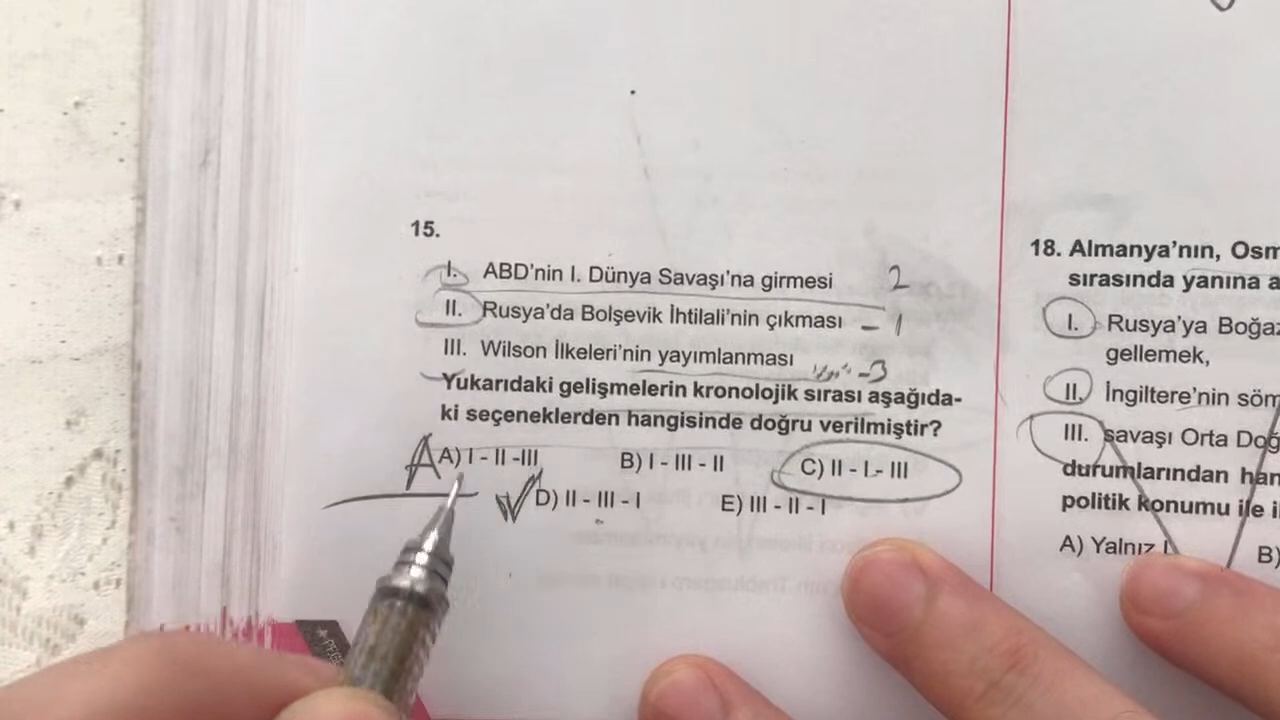 15.
I. ABD'nin I. Dünya Savaşı'na girmesi 2
II. Rusya'da Bolşevik İhtilali'nin çıkması – 1
III. Wilson İlkeleri'nin yayımlanması -3
Yukarıdaki gelişmelerin kronolojik sırası aşağıda-
ki seçeneklerden hangisinde doğru verilmiştir?
A A) I - II -III B) I - III - II C) II - I - III
D) II - III - I E) III - II - I
18. Almanya'nın, Osm
sırasında yanına a
I. Rusya'ya Boğaz
gellemek,
II. İngiltere'nin söm
III. savaşı Orta Doğ
durumlarından han
politik konumu ile i
A) Yalnız I B)